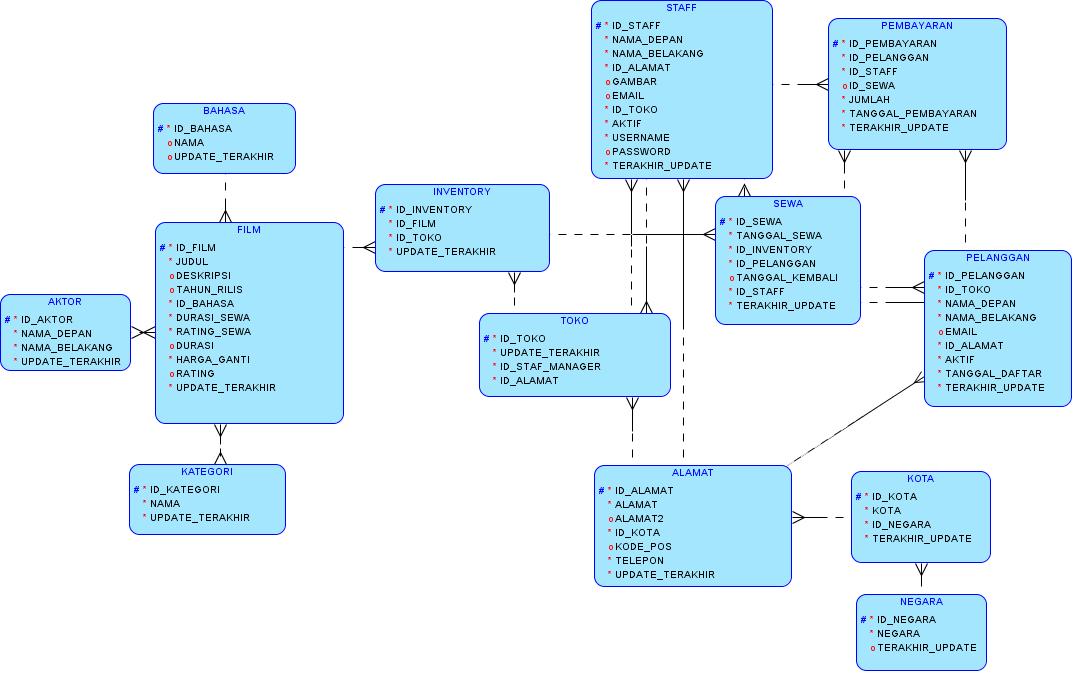 STAFF
# * ID_STAFF
* NAMA_DEPAN
* NAMA_BELAKANG
* ID_ALAMAT
o GAMBAR
o EMAIL
* ID_TOKO
* AKTIF
* USERNAME
o PASSWORD
* TERAKHIR_UPDATE
PEMBAYARAN
# * ID_PEMBAYARAN
* ID_PELANGGAN
* ID_STAFF
o ID_SEWA
* JUMLAH
* TANGGAL_PEMBAYARAN
* TERAKHIR_UPDATE
BAHASA
# * ID_BAHASA
o NAMA
o UPDATE_TERAKHIR
INVENTORY
# * ID_INVENTORY
* ID_FILM
* ID_TOKO
* UPDATE_TERAKHIR
SEWA
# * ID_SEWA
* TANGGAL_SEWA
* ID_INVENTORY
* ID_PELANGGAN
o TANGGAL_KEMBALI
* ID_STAFF
* TERAKHIR_UPDATE
FILM
# * ID_FILM
* JUDUL
o DESKRIPSI
o TAHUN_RILIS
* ID_BAHASA
* DURASI_SEWA
* RATING_SEWA
o DURASI
* HARGA_GANTI
o RATING
* UPDATE_TERAKHIR
PELANGGAN
# * ID_PELANGGAN
* ID_TOKO
* NAMA_DEPAN
* NAMA_BELAKANG
o EMAIL
* ID_ALAMAT
* AKTIF
* TANGGAL_DAFTAR
* TERAKHIR_UPDATE
AKTOR
# * ID_AKTOR
* NAMA_DEPAN
* NAMA_BELAKANG
* UPDATE_TERAKHIR
TOKO
# * ID_TOKO
* UPDATE_TERAKHIR
* ID_STAF_MANAGER
* ID_ALAMAT
KATEGORI
# * ID_KATEGORI
* NAMA
* UPDATE_TERAKHIR
ALAMAT
# * ID_ALAMAT
* ALAMAT
o ALAMAT2
* ID_KOTA
o KODE_POS
* TELEPON
* UPDATE_TERAKHIR
KOTA
# * ID_KOTA
* KOTA
* ID_NEGARA
* TERAKHIR_UPDATE
NEGARA
# * ID_NEGARA
* NEGARA
o TERAKHIR_UPDATE